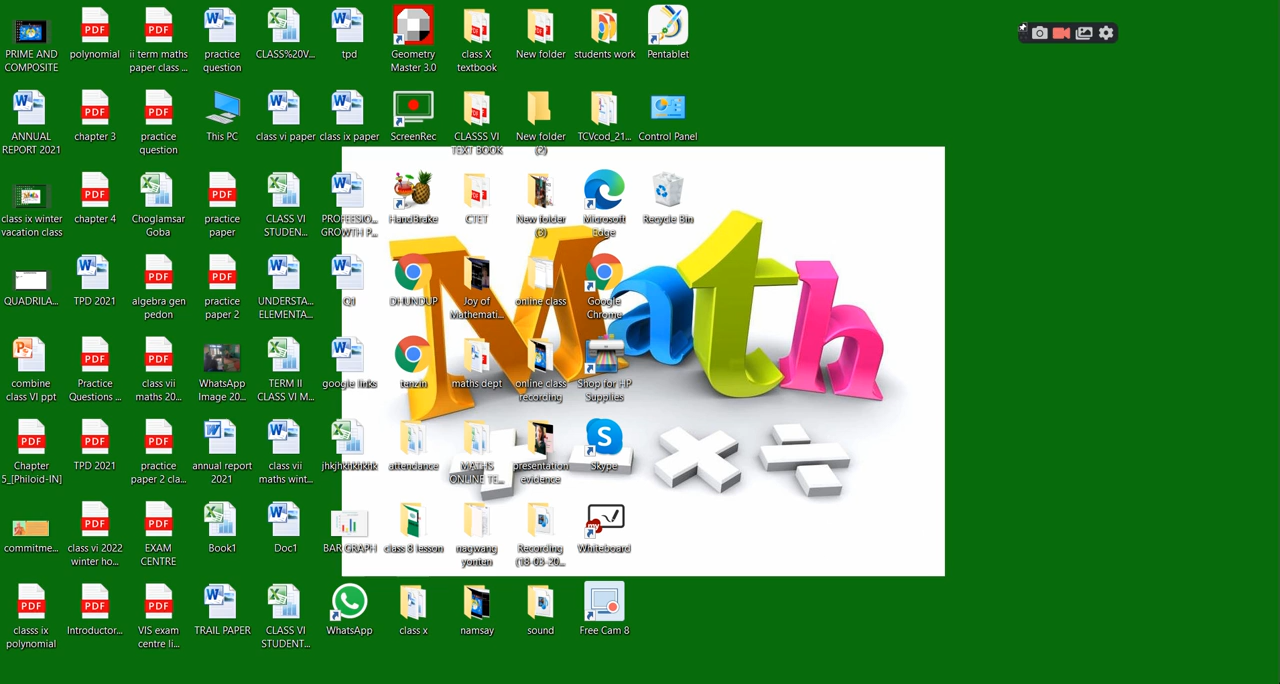 PRIME AND
COMPOSITE
polynomial
ii term maths
paper class ...
practice
question
CLASS%20V...
tpd
Geometry
Master 3.0
class X
textbook
New folder
students work
Pentablet
ANNUAL
REPORT 2021
chapter 3
practice
question
This PC
class vi paper
class ix paper
ScreenRec
CLASSS VI
TEXT BOOK
New folder
(2)
TCVcod_21...
Control Panel
class ix winter
vacation class
chapter 4
Choglamsar
Goba
practice
paper
CLASS VI
STUDEN...
PROFEESIO...
GROWTH P...
HandBrake
CTET
New folder
(3)
Microsoft
Edge
Recycle Bin
QUADRILA...
TPD 2021
algebra gen
pedon
practice
paper 2
UNDERSTA...
ELEMENTA...
Q1
DHUNDUP
Joy of
Mathemati...
online class
Google
Chrome
combine
class VI ppt
Practice
Questions ...
class vii
maths 20...
WhatsApp
Image 20...
TERM II
CLASS VI M...
google links
tenzin
maths dept
online class
recording
Shop for HP
Supplies
Chapter
5_[Philoid-IN]
TPD 2021
practice
paper 2 cla...
annual report
2021
class vii
maths wint...
jhkjhkhkhkhk
attendance
MATHS
ONLINE TE...
presentation
evidence
Skype
commitme...
class vi 2022
winter ho...
EXAM
CENTRE
Book1
Doc1
BAR GRAPH
class 8 lesson
nagwang
yonten
Recording
(18-03-20...
Whiteboard
classs ix
polynomial
Introductor...
VIS exam
centre li...
TRAIL PAPER
CLASS VI
STUDENT...
WhatsApp
class x
namsay
sound
Free Cam 8
Math